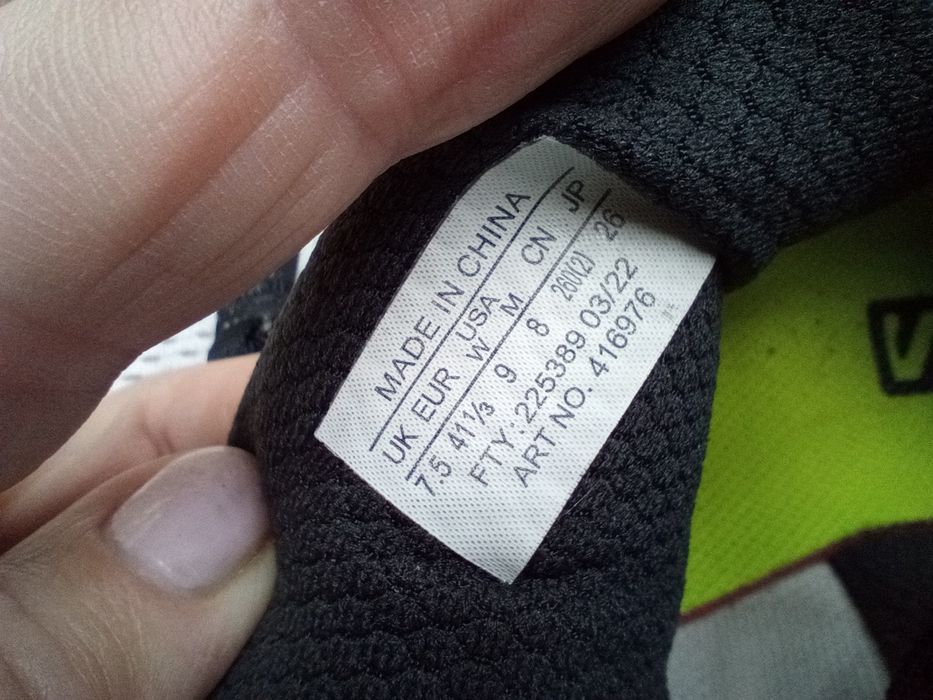 MADE IN CHINA
UK EUR USA CN JP
W M
7.5 41⅓ 9 8 260(2) 26
FTY. 225389 03/22
ART NO. 416976